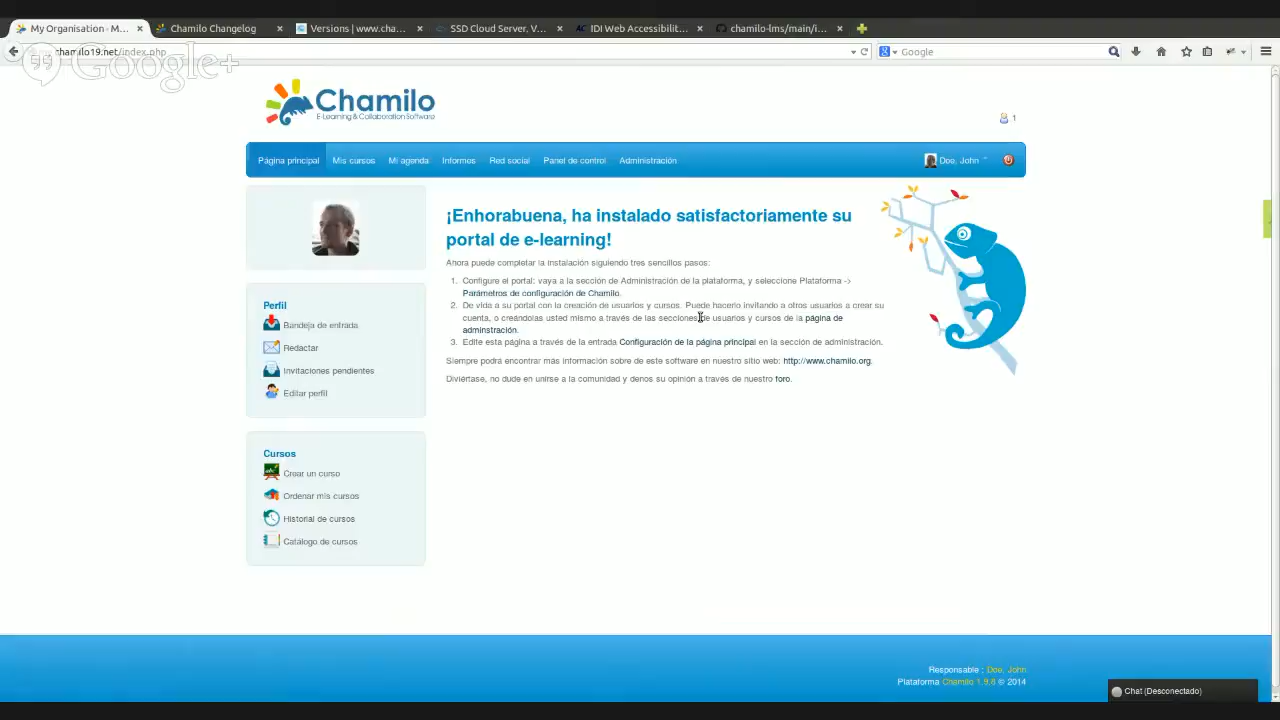 My Organisation - M...
Chamilo Changelog
Versions | www.cha...
SSD Cloud Server, V...
IDI Web Accessibilit...
chamilo-lms/main/i...
chamilo19.net/index.php
Google
Google+
Chamilo
E-Learning & Collaboration Software
1
Página principal
Mis cursos
Mi agenda
Informes
Red social
Panel de control
Administración
Doe, John
¡Enhorabuena, ha instalado satisfactoriamente su
portal de e-learning!
Ahora puede completar la instalación siguiendo tres sencillos pasos:
1. Configure el portal: vaya a la sección de Administración de la plataforma, y seleccione Plataforma ->
Parámetros de configuración de Chamilo.
2. De vida a su portal con la creación de usuarios y cursos. Puede hacerlo invitando a otros usuarios a crear su
cuenta, o creándolas usted mismo a través de las secciones de usuarios y cursos de la página de
adminstración.
3. Edite esta página a través de la entrada Configuración de la página principal en la sección de administración.
Siempre podrá encontrar más información sobre de este software en nuestro sitio web: http://www.chamilo.org.
Diviértase, no dude en unirse a la comunidad y denos su opinión a través de nuestro foro.
Perfil
Bandeja de entrada
Redactar
Invitaciones pendientes
Editar perfil
Cursos
Crear un curso
Ordenar mis cursos
Historial de cursos
Catálogo de cursos
Responsable : Doe, John
Plataforma Chamilo 1.9.8 © 2014
Chat (Desconectado)